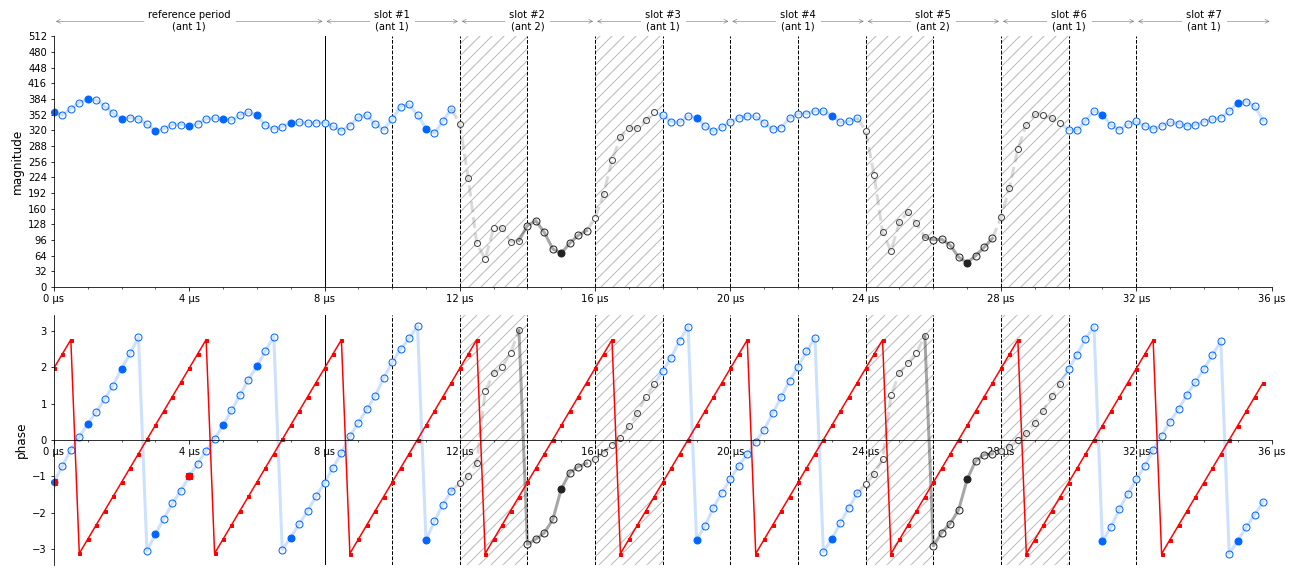 reference period
(ant 1)
slot #1
(ant 1)
slot #2
(ant 2)
slot #3
(ant 1)
slot #4
(ant 1)
slot #5
(ant 2)
slot #6
(ant 1)
slot #7
(ant 1)
magnitude
512
480
448
416
384
352
320
288
256
224
192
160
128
96
64
32
0
0 μs
4 μs
8 μs
12 μs
16 μs
20 μs
24 μs
28 μs
32 μs
36 μs
phase
3
2
1
0
−1
−2
−3
0 μs
4 μs
8 μs
12 μs
16 μs
20 μs
24 μs
28 μs
32 μs
36 μs